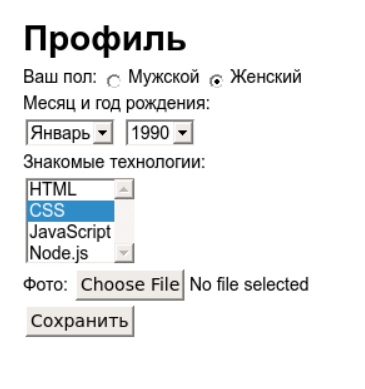 Профиль
Ваш пол: Мужской Женский
Месяц и год рождения:
Январь 1990
Знакомые технологии:
HTML
CSS
JavaScript
Node.js
Фото: Choose File No file selected
Сохранить